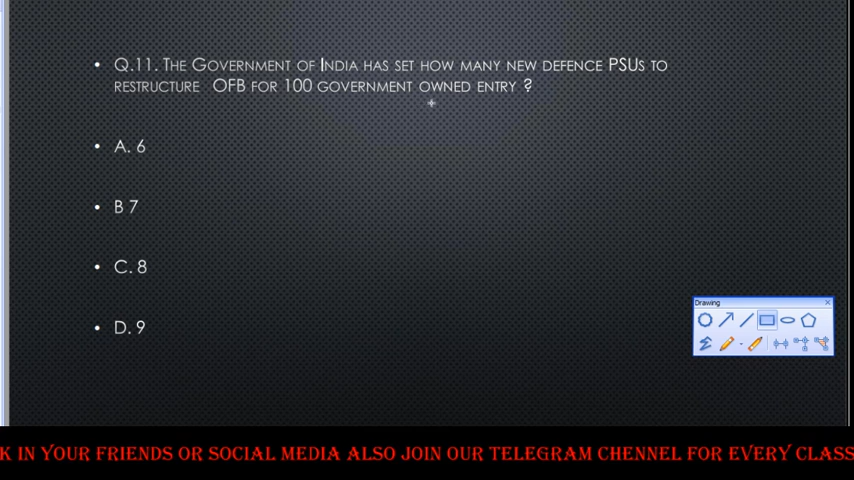 Q.11. The Government of India has set how many new defence PSUs to
restructure OFB for 100 government owned entry ?
A. 6
B 7
C. 8
D. 9
Drawing
K IN YOUR FRIENDS OR SOCIAL MEDIA ALSO JOIN OUR TELEGRAM CHENNEL FOR EVERY CLASS